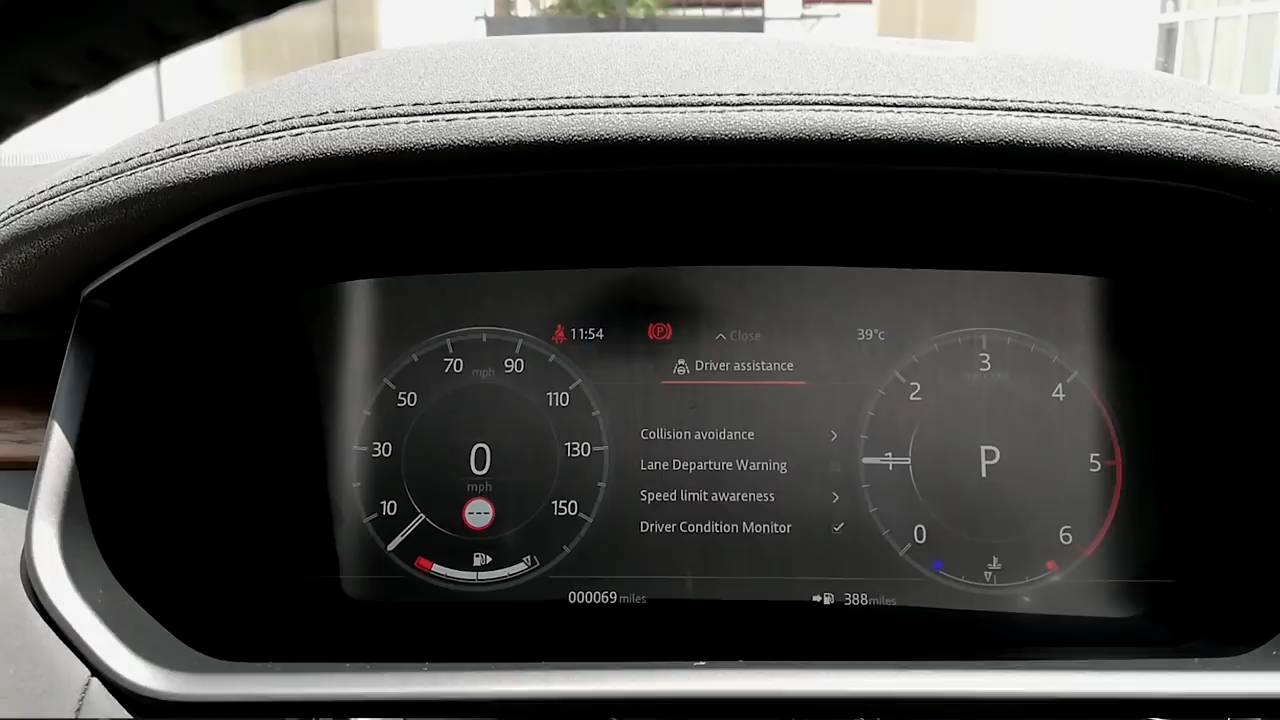 11:54
(P)
Close
39°c
Driver assistance
70 mph 90
50 110
30 130
10 150
0
mph
---
Collision avoidance
Lane Departure Warning
Speed limit awareness
Driver Condition Monitor
3
2 4
1 5
0 6
P
000069 miles
388 miles